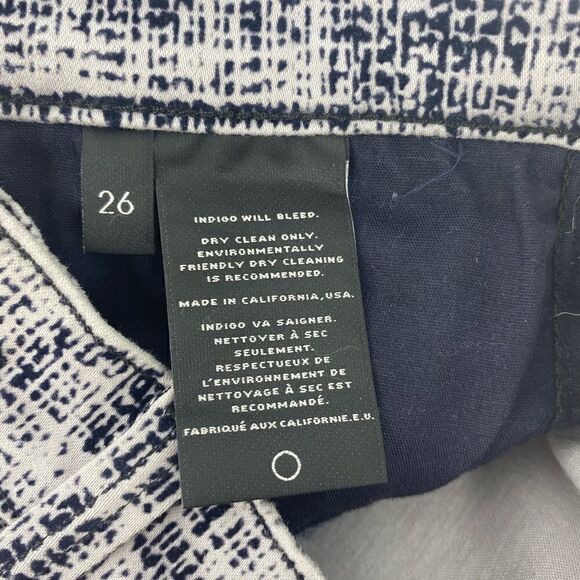 26
INDIGO WILL BLEED.
DRY CLEAN ONLY.
ENVIRONMENTALLY
FRIENDLY DRY CLEANING
IS RECOMMENDED.
MADE IN CALIFORNIA,USA.
INDIGO VA SAIGNER.
NETTOYER À SEC
SEULEMENT.
RESPECTUEUX DE
L'ENVIRONNEMENT DE
NETTOYAGE À SEC EST
RECOMMANDÉ.
FABRIQUÉ AUX CALIFORNIE.E.U.